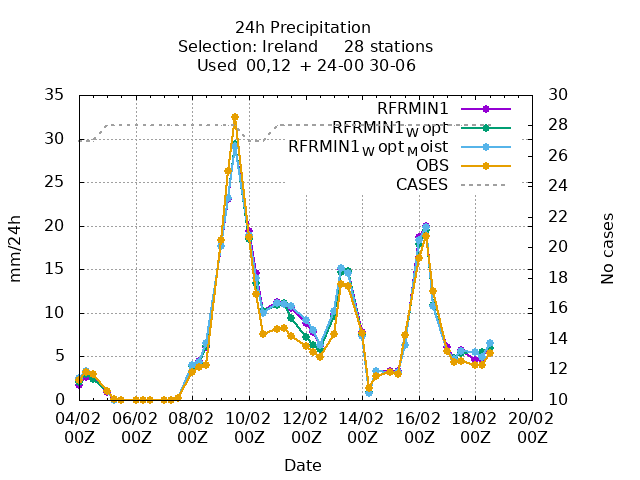 24h Precipitation
Selection: Ireland 28 stations
Used 00,12 + 24-00 30-06
35 30
30 28
25 26
20 24
15 22
10 20
5 18
0 16
14
12
10
RFRMIN1
RFRMIN1wopt
RFRMIN1woptMoist
OBS
CASES
mm/24h
No cases
04/02 06/02 08/02 10/02 12/02 14/02 16/02 18/02 20/02
00Z 00Z 00Z 00Z 00Z 00Z 00Z 00Z 00Z
Date